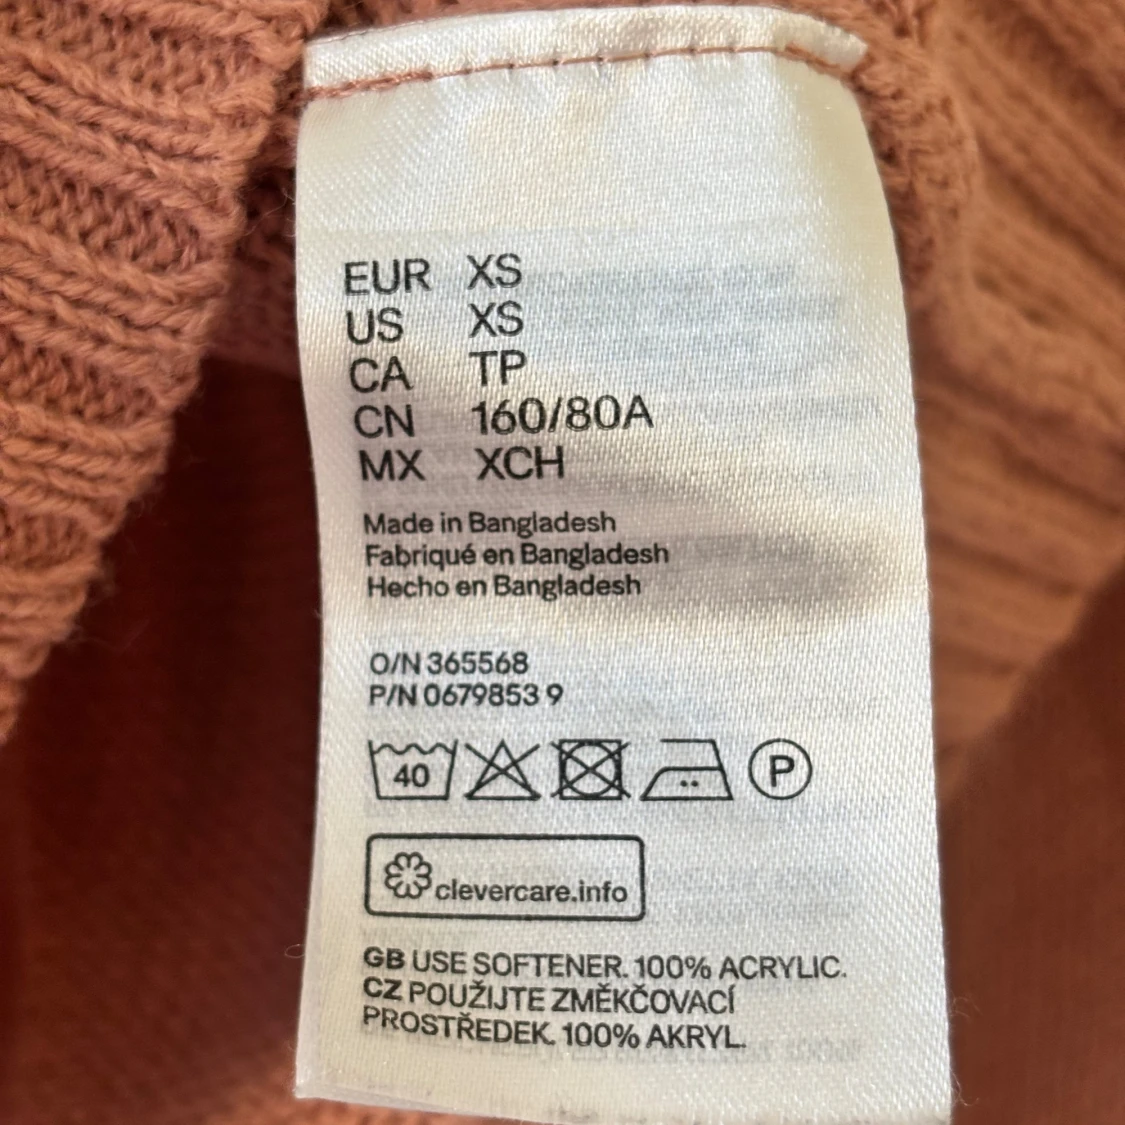 EUR XS
US XS
CA TP
CN 160/80A
MX XCH
Made in Bangladesh
Fabriqué en Bangladesh
Hecho en Bangladesh
O/N 365568
P/N 0679853 9
40 P
clevercare.info
GB USE SOFTENER. 100% ACRYLIC.
CZ POUŽIJTE ZMĚKČOVACÍ
PROSTŘEDEK. 100% AKRYL.